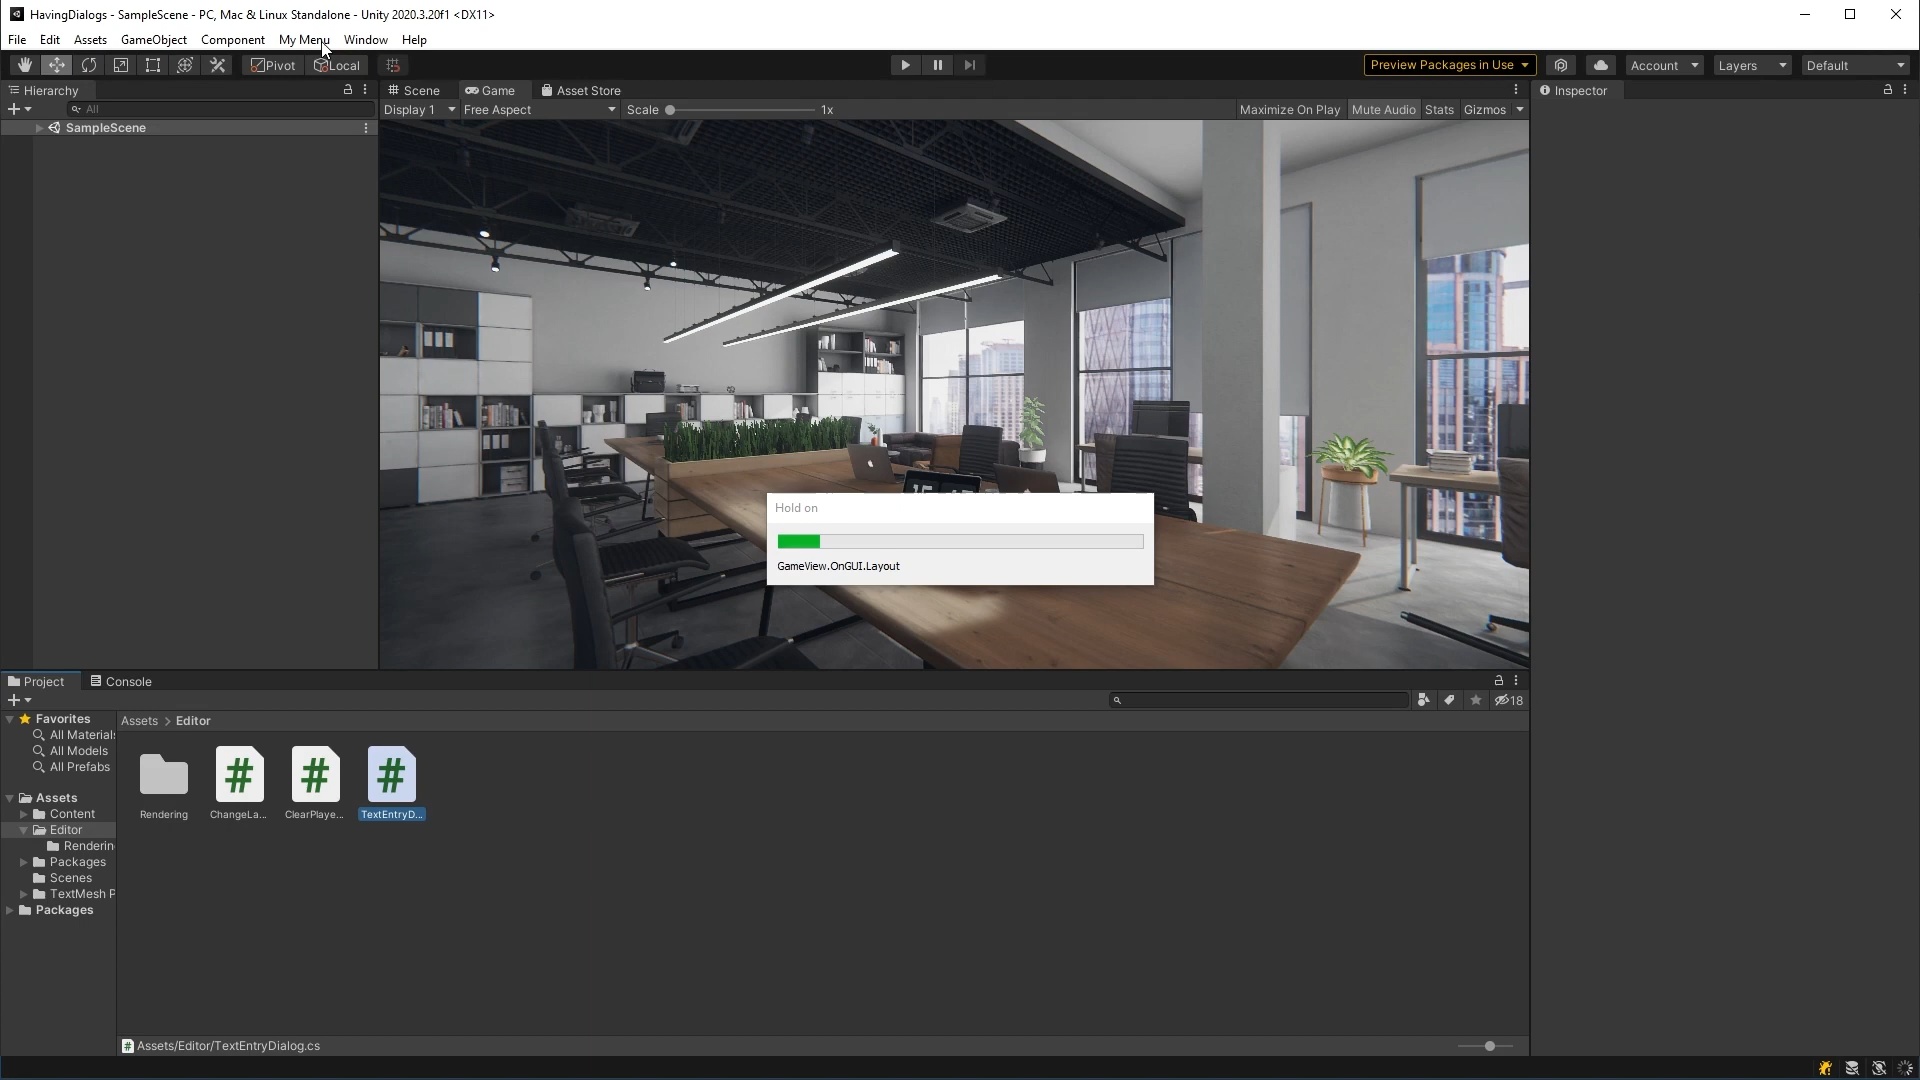 HavingDialogs - SampleScene - PC, Mac & Linux Standalone - Unity 2020.3.20f1 <DX11>
File Edit Assets GameObject Component My Menu Window Help
Pivot Local Preview Packages in Use Account Layers Default
Hierarchy Scene Game Asset Store Inspector
All Display 1 Free Aspect Scale 1x Maximize On Play Mute Audio Stats Gizmos
SampleScene
Hold on
GameView.OnGUI.Layout
Project Console
18
Favorites
All Materials
All Models
All Prefabs
Assets
Content
Editor
Renderin
Packages
Scenes
TextMesh P
Packages
Assets > Editor
Rendering ChangeLa... ClearPlaye... TextEntryD...
Assets/Editor/TextEntryDialog.cs